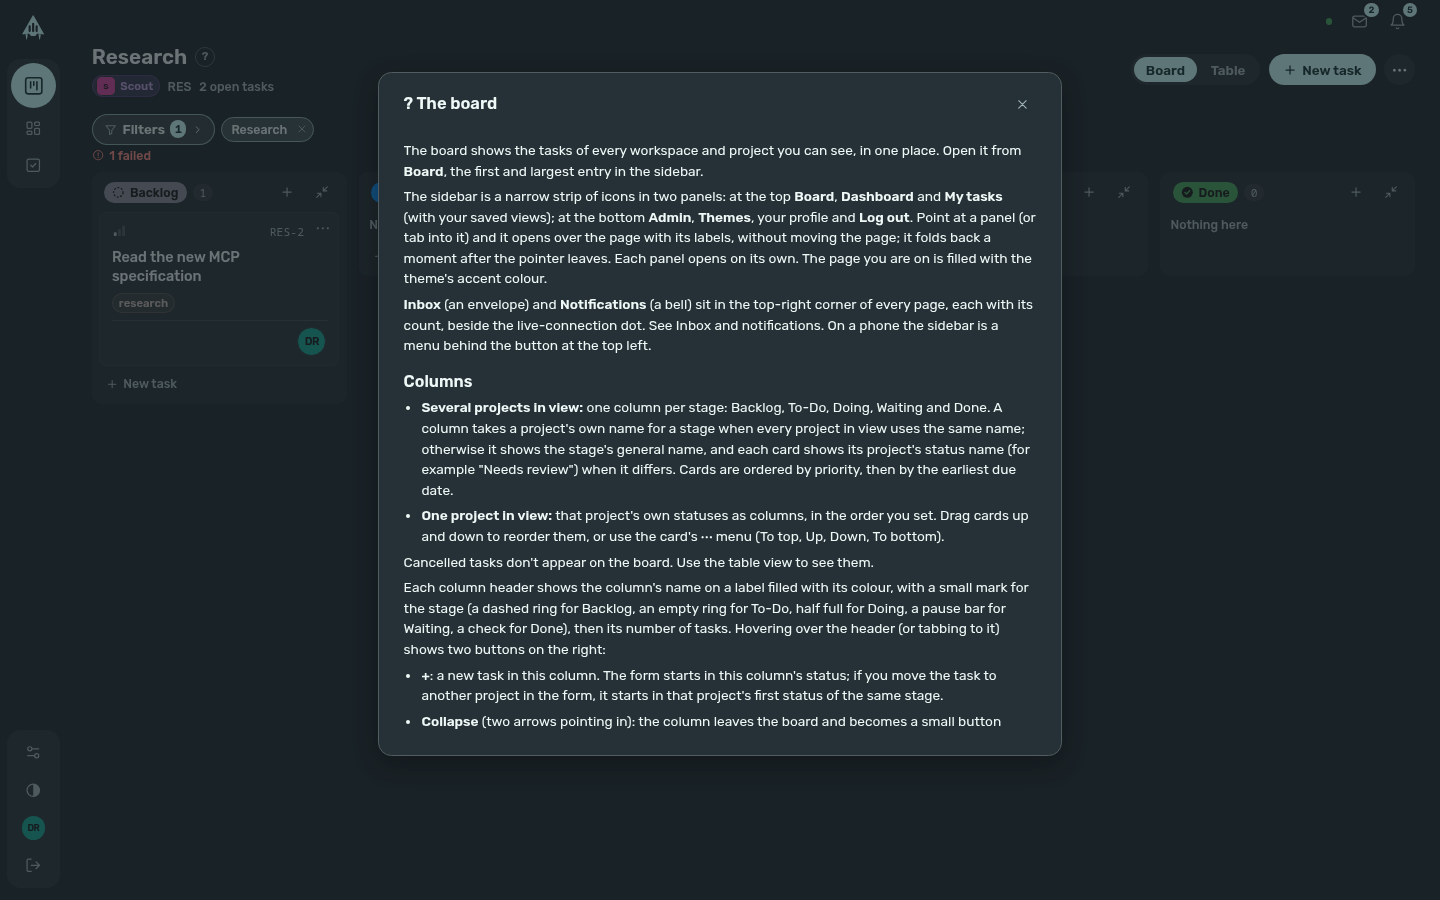 2
5
Research ?
S Scout RES 2 open tasks
Board Table + New task ···
Filters 1 Research
1 failed
Backlog 1
RES-2 ···
Read the new MCP
specification
research
DR
+ New task
Done 0
Nothing here
? The board
The board shows the tasks of every workspace and project you can see, in one place. Open it from
Board, the first and largest entry in the sidebar.
The sidebar is a narrow strip of icons in two panels: at the top Board, Dashboard and My tasks
(with your saved views); at the bottom Admin, Themes, your profile and Log out. Point at a panel (or
tab into it) and it opens over the page with its labels, without moving the page; it folds back a
moment after the pointer leaves. Each panel opens on its own. The page you are on is filled with the
theme's accent colour.
Inbox (an envelope) and Notifications (a bell) sit in the top-right corner of every page, each with its
count, beside the live-connection dot. See Inbox and notifications. On a phone the sidebar is a
menu behind the button at the top left.
Columns
• Several projects in view: one column per stage: Backlog, To-Do, Doing, Waiting and Done. A
column takes a project's own name for a stage when every project in view uses the same name;
otherwise it shows the stage's general name, and each card shows its project's status name (for
example "Needs review") when it differs. Cards are ordered by priority, then by the earliest due
date.
• One project in view: that project's own statuses as columns, in the order you set. Drag cards up
and down to reorder them, or use the card's ··· menu (To top, Up, Down, To bottom).
Cancelled tasks don't appear on the board. Use the table view to see them.
Each column header shows the column's name on a label filled with its colour, with a small mark for
the stage (a dashed ring for Backlog, an empty ring for To-Do, half full for Doing, a pause bar for
Waiting, a check for Done), then its number of tasks. Hovering over the header (or tabbing to it)
shows two buttons on the right:
• +: a new task in this column. The form starts in this column's status; if you move the task to
another project in the form, it starts in that project's first status of the same stage.
• Collapse (two arrows pointing in): the column leaves the board and becomes a small button
DR